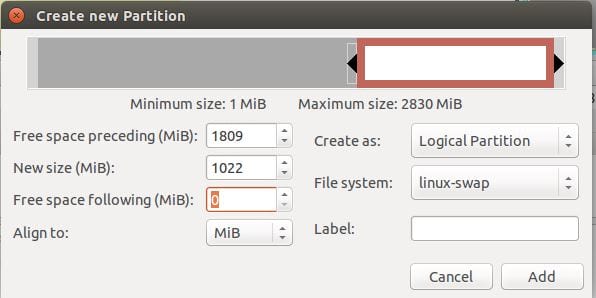 Create new Partition
Minimum size: 1 MiB Maximum size: 2830 MiB
Free space preceding (MiB): 1809 Create as: Logical Partition
New size (MiB): 1022
Free space following (MiB): 0 File system: linux-swap
Align to: MiB Label:
Cancel Add